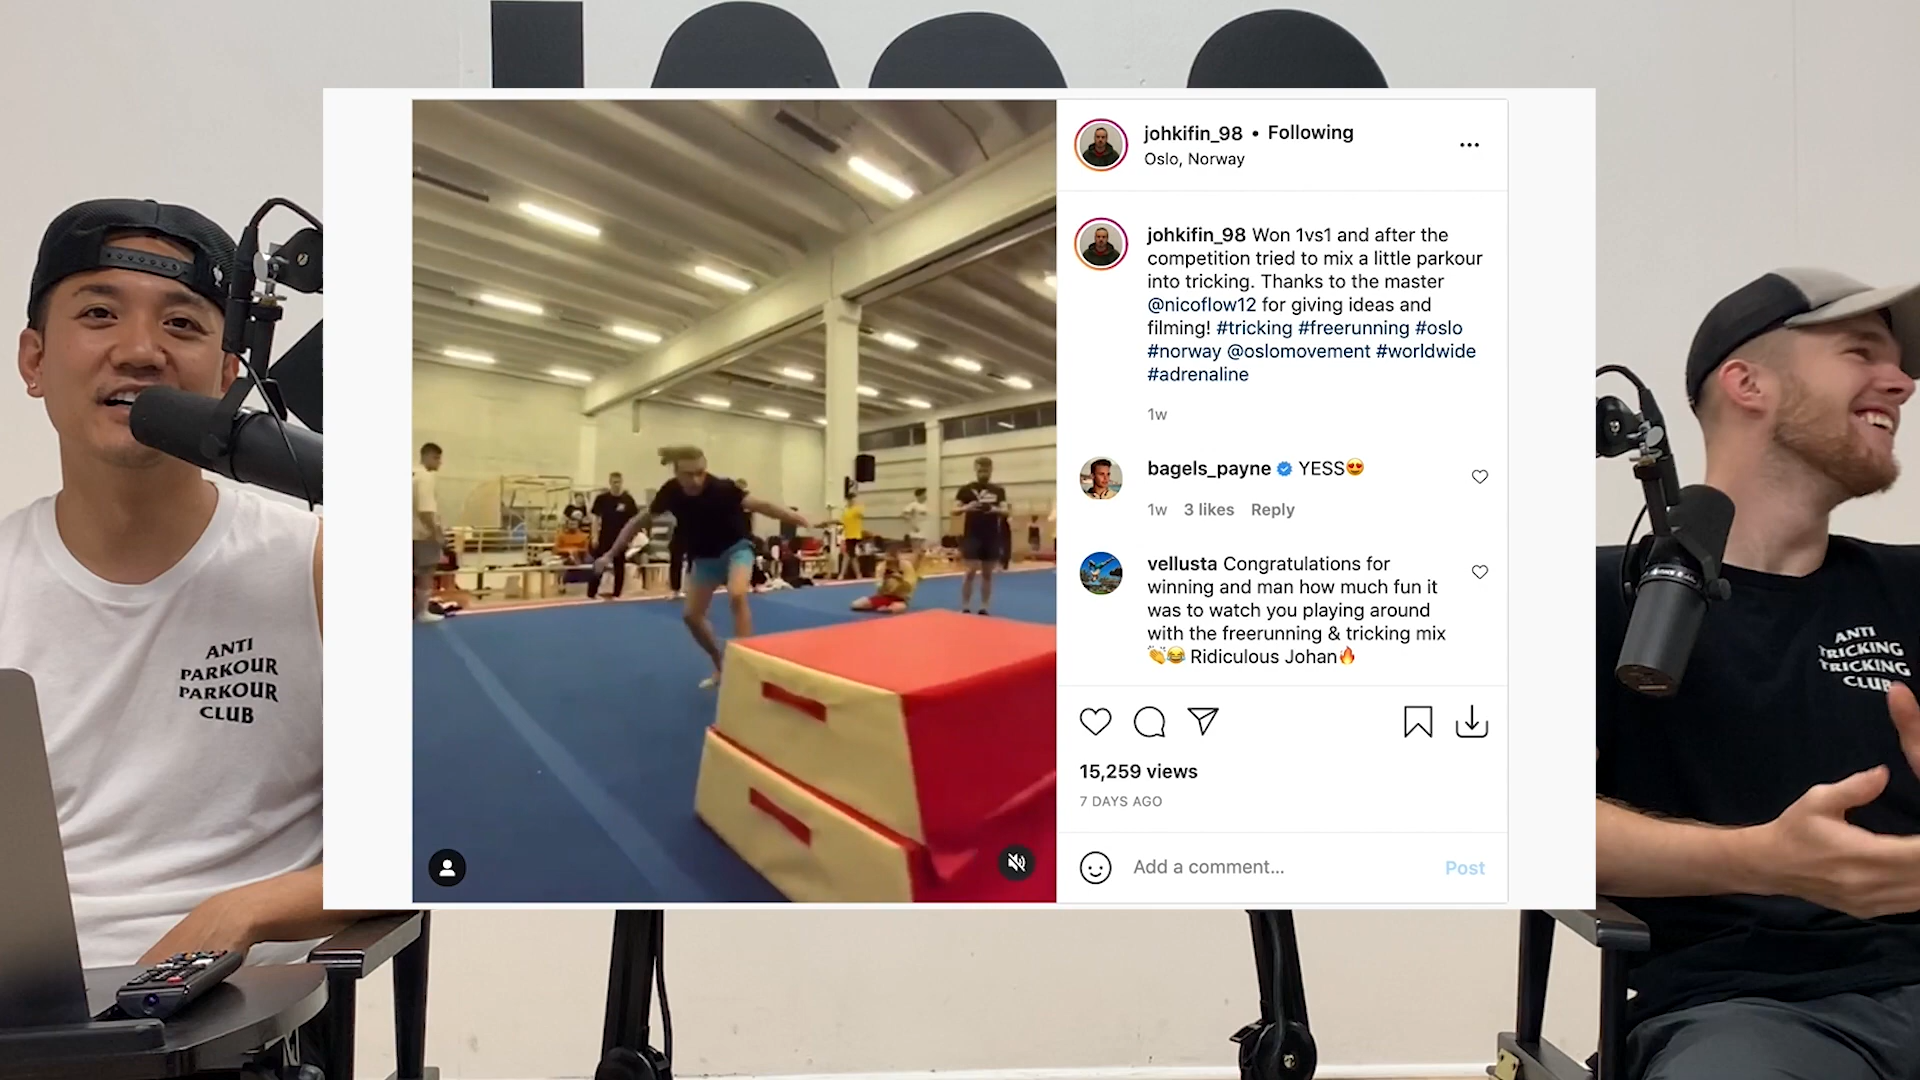 johkifin_98 • Following
Oslo, Norway
johkifin_98 Won 1vs1 and after the
competition tried to mix a little parkour
into tricking. Thanks to the master
@nicoflow12 for giving ideas and
filming! #tricking #freerunning #oslo
#norway @oslomovement #worldwide
#adrenaline
1w
bagels_payne YESS😍
1w 3 likes Reply
vellusta Congratulations for
winning and man how much fun it
was to watch you playing around
with the freerunning & tricking mix
👏😂 Ridiculous Johan🔥
15,259 views
7 DAYS AGO
Add a comment... Post
ANTI
PARKOUR
PARKOUR
CLUB
ANTI
TRICKING
TRICKING
CLUB